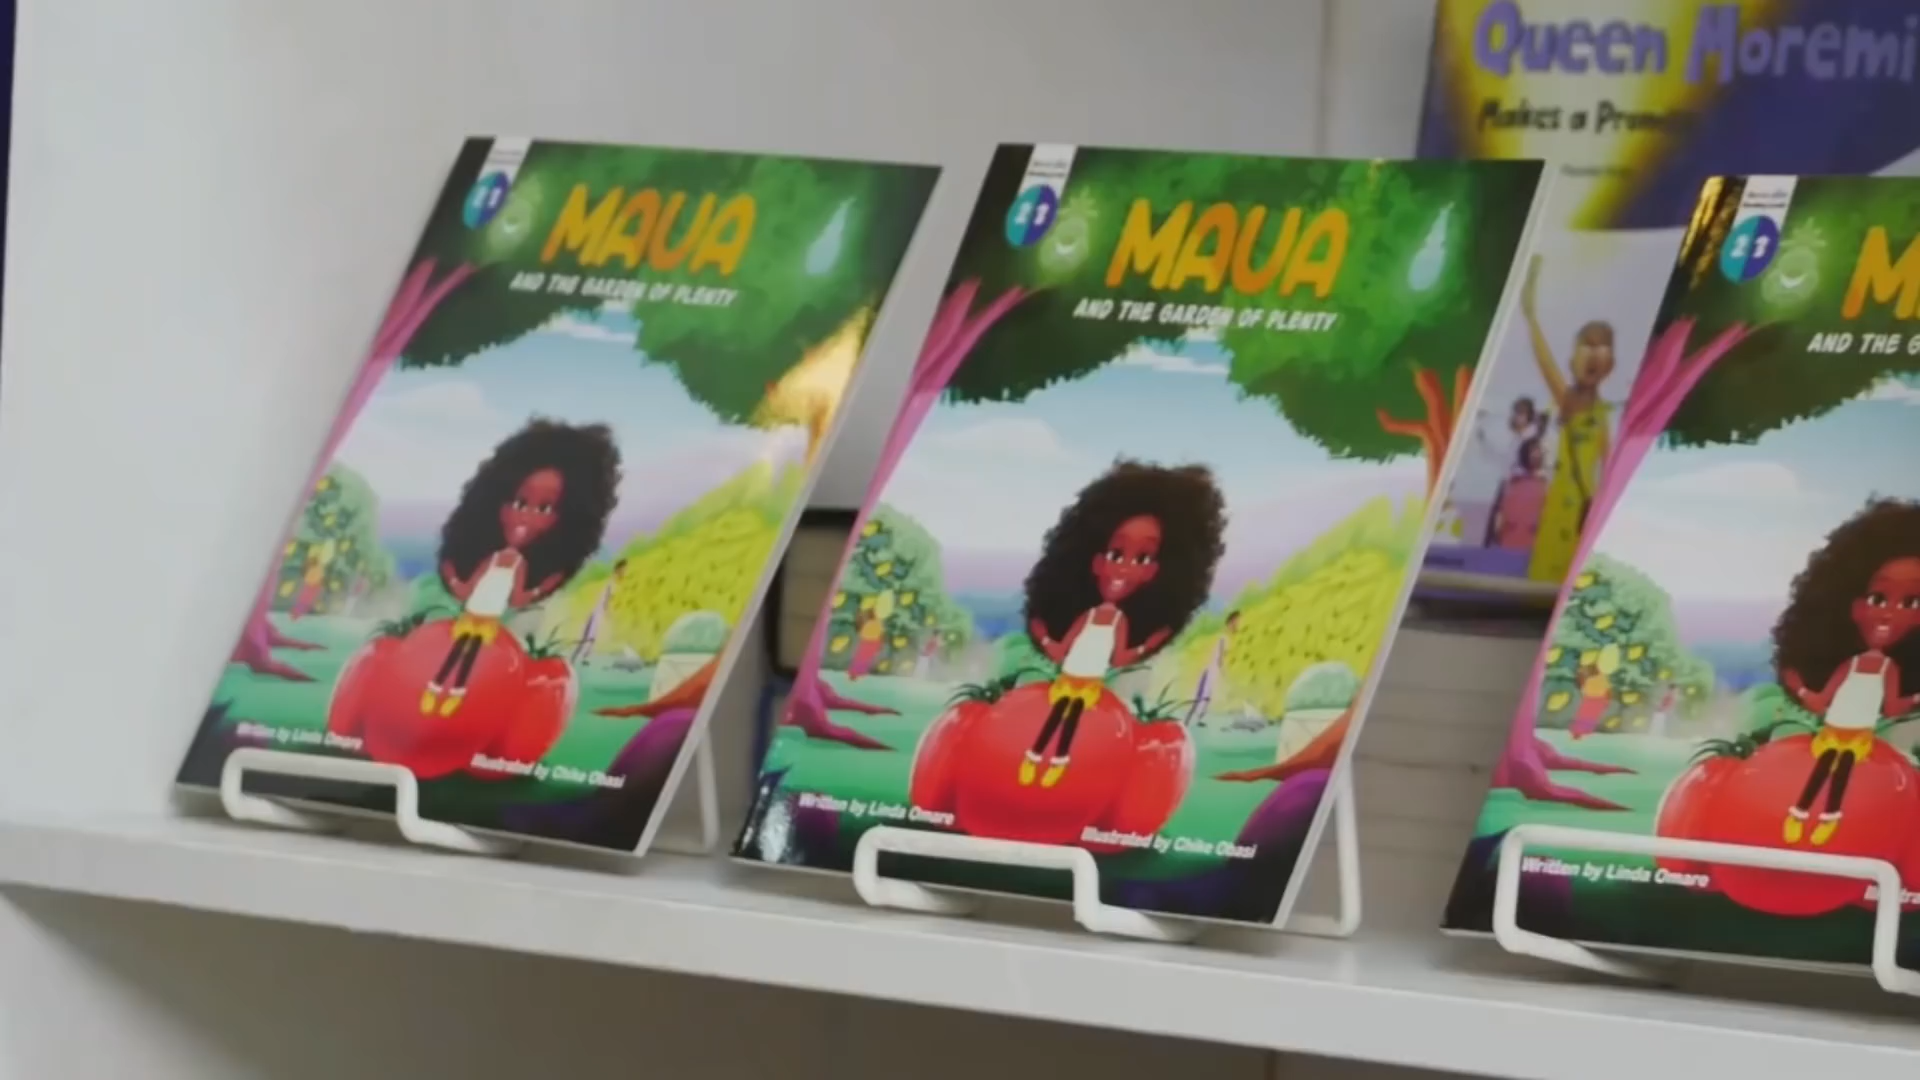 Queen Moremi
Makes a
MAUA
AND THE GARDEN OF PLENTY
Written by Linda Omare
Illustrated by Chike Obasi
MAUA
AND THE GARDEN OF PLENTY
Written by Linda Omare
Illustrated by Chike Obasi
AND THE
Written by Linda Omare